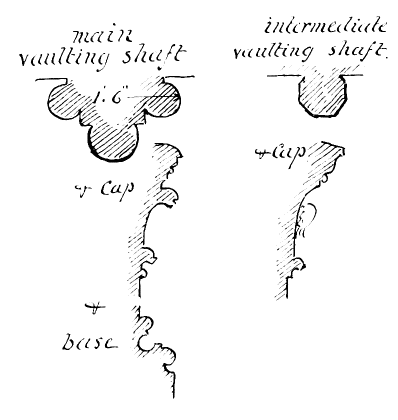 main
vaulting shaft
intermediate
vaulting shaft.
1'.6"
& cap
& cap
&
base